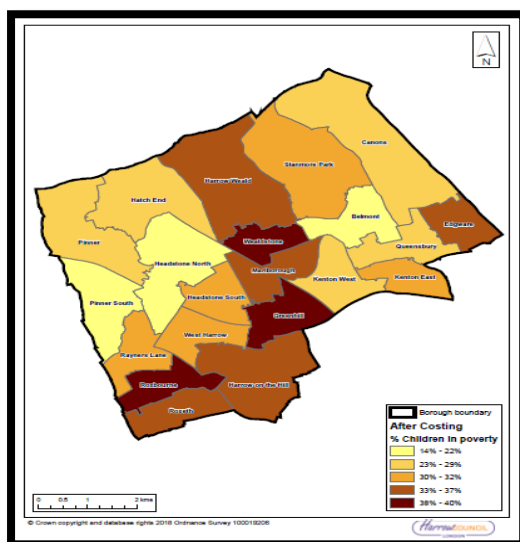 N
Canons
Stanmore Park
Harrow Weald
Hatch End
Belmont
Edgware
Pinner
Wealdstone
Queensbury
Headstone North
Marlborough
Kenton West
Kenton East
Pinner South
Headstone South
Greenhill
West Harrow
Rayners Lane
Roxbourne
Harrow on the Hill
Roxeth
Borough boundary
After Costing
% Children in poverty
14% - 22%
23% - 29%
30% - 32%
33% - 37%
38% - 40%
0 0.5 1 2 kms
© Crown copyright and database rights 2016 Ordnance Survey 100019206
Harrow COUNCIL
LONDON